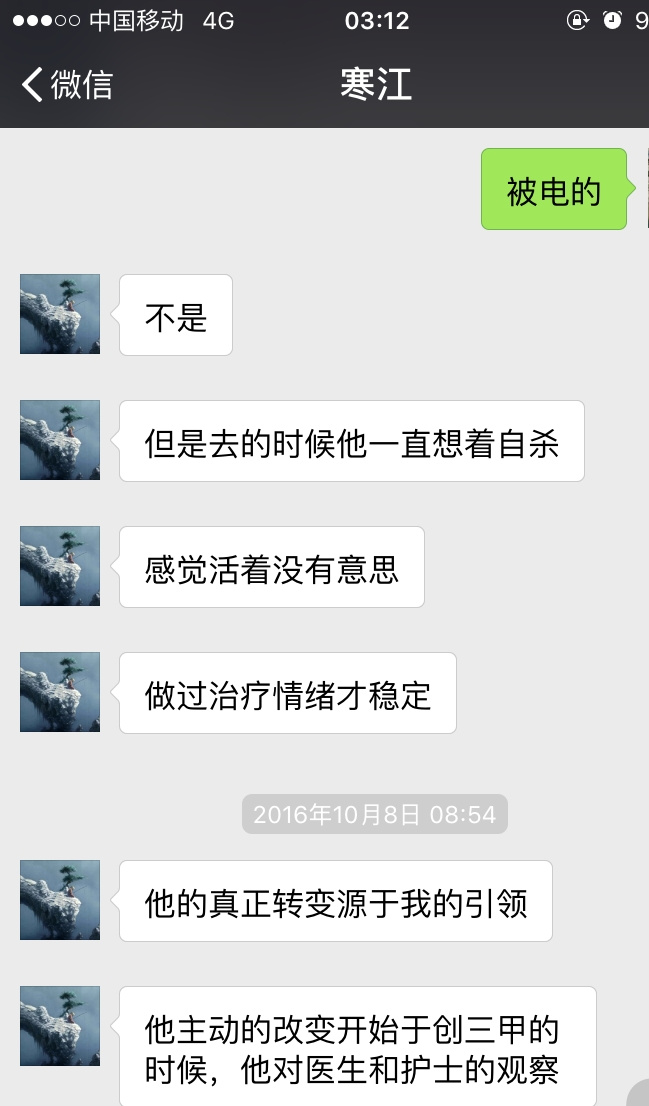 中国移动 4G 03:12 9
微信 寒江
被电的
不是
但是去的时候他一直想着自杀
感觉活着没有意思
做过治疗情绪才稳定
2016年10月8日 08:54
他的真正转变源于我的引领
他主动的改变开始于创三甲的
时候，他对医生和护士的观察